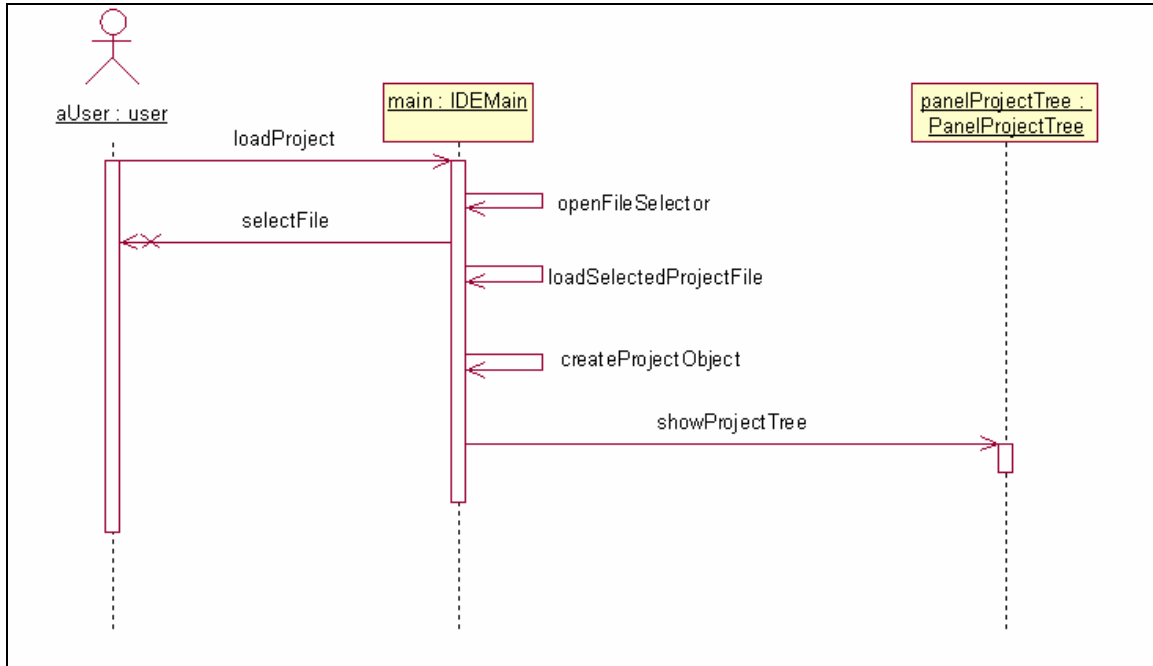 aUser : user
main : IDEMain
panelProjectTree :
PanelProjectTree
loadProject
openFileSelector
selectFile
loadSelectedProjectFile
createProjectObject
showProjectTree